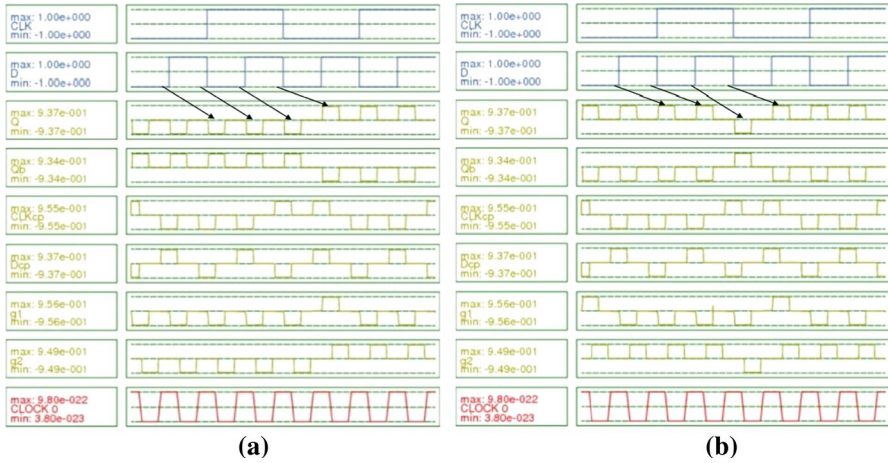 max: 1.00e+000
CLK
min: -1.00e+000
max: 1.00e+000
D
min: -1.00e+000
max: 9.37e-001
Q
min: -9.37e-001
max: 9.34e-001
Qb
min: -9.34e-001
max: 9.55e-001
CLKcp
min: -9.55e-001
max: 9.37e-001
Dcp
min: -9.37e-001
max: 9.56e-001
g1
min: -9.56e-001
max: 9.49e-001
g2
min: -9.49e-001
max: 9.80e-022
CLOCK 0
min: 3.80e-023
(a)
max: 1.00e+000
CLK
min: -1.00e+000
max: 1.00e+000
D
min: -1.00e+000
max: 9.37e-001
Q
min: -9.37e-001
max: 9.34e-001
Qb
min: -9.34e-001
max: 9.55e-001
CLKcp
min: -9.55e-001
max: 9.37e-001
Dcp
min: -9.37e-001
max: 9.56e-001
g1
min: -9.56e-001
max: 9.49e-001
g2
min: -9.49e-001
max: 9.80e-022
CLOCK 0
min: 3.80e-023
(b)